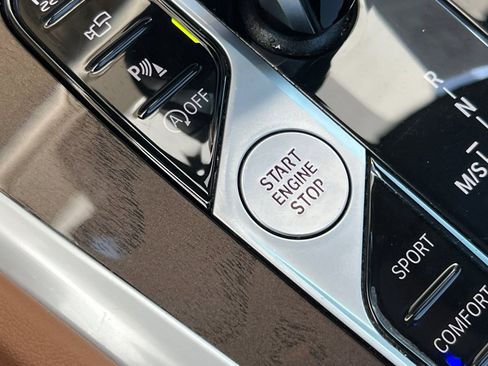 P
OFF
START
ENGINE
STOP
R
N
M/S
SPORT
COMFORT